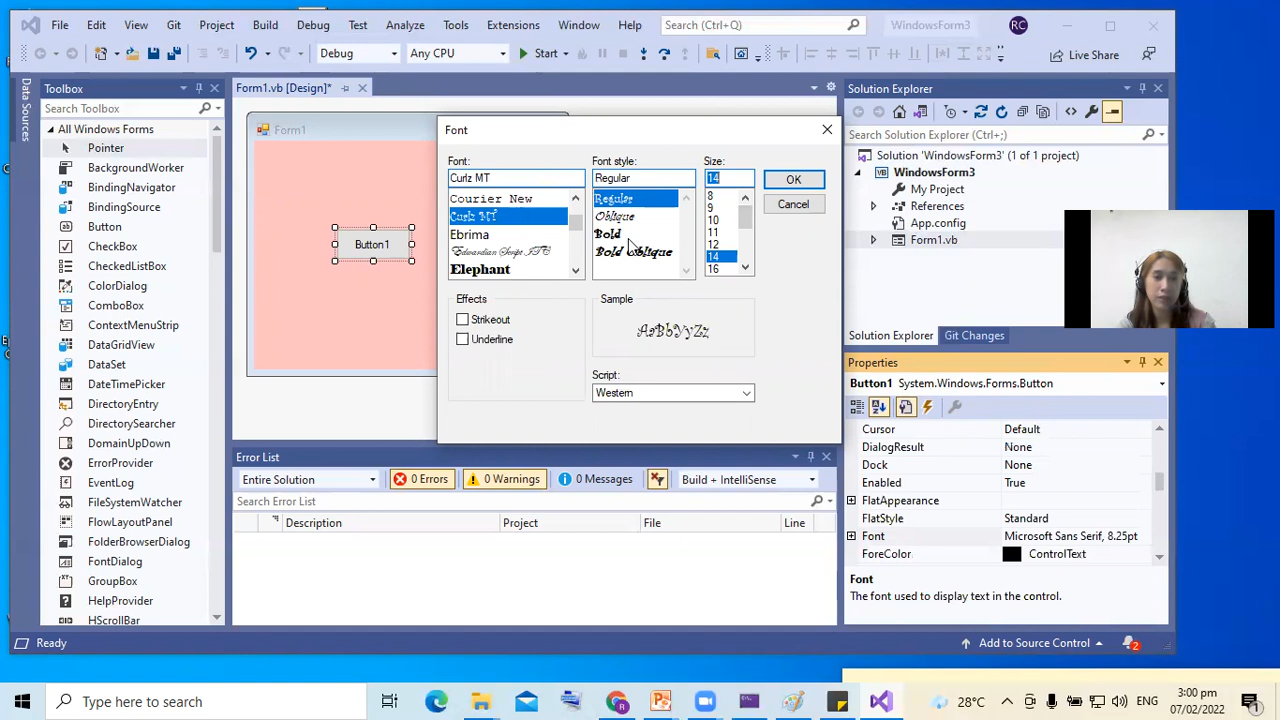 File Edit View Git Project Build Debug Test Analyze Tools Extensions Window Help Search (Ctrl+Q) WindowsForm3 RC
Debug Any CPU Start Live Share
Data Sources
Toolbox
Search Toolbox
All Windows Forms
Pointer
BackgroundWorker
BindingNavigator
BindingSource
Button
CheckBox
CheckedListBox
ColorDialog
ComboBox
ContextMenuStrip
DataGridView
DataSet
DateTimePicker
DirectoryEntry
DirectorySearcher
DomainUpDown
ErrorProvider
EventLog
FileSystemWatcher
FlowLayoutPanel
FolderBrowserDialog
FontDialog
GroupBox
HelpProvider
HScrollBar
Form1.vb [Design]*
Form1
Button1
Font
Font:
Curlz MT
Courier New
Curlz MT
Ebrima
Edwardian Script ITC
Elephant
Font style:
Regular
Regular
Oblique
Bold
Bold Oblique
Size:
14
8
9
10
11
12
14
16
OK
Cancel
Effects
Strikeout
Underline
Sample
AaBbYyZz
Script:
Western
Error List
Entire Solution 0 Errors 0 Warnings 0 Messages Build + IntelliSense
Search Error List
Description Project File Line
Solution Explorer
Search Solution Explorer (Ctrl+;)
Solution 'WindowsForm3' (1 of 1 project)
WindowsForm3
My Project
References
App.config
Form1.vb
Solution Explorer Git Changes
Properties
Button1 System.Windows.Forms.Button
Cursor Default
DialogResult None
Dock None
Enabled True
FlatAppearance
FlatStyle Standard
Font Microsoft Sans Serif, 8.25pt
ForeColor ControlText
Font
The font used to display text in the control.
Ready Add to Source Control 2
Type here to search 28°C ENG 3:00 pm
07/02/2022